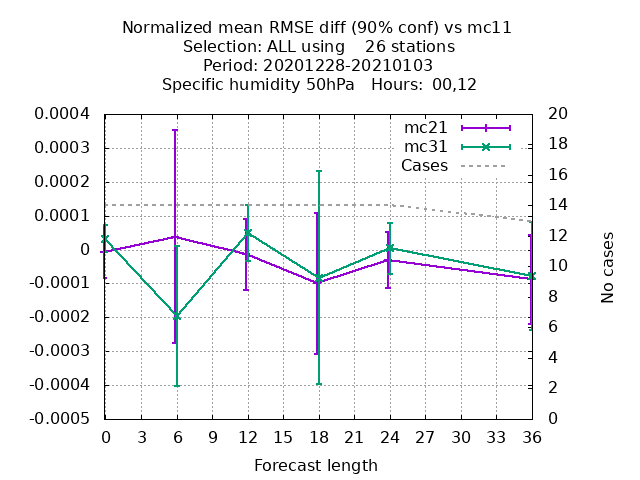 Normalized mean RMSE diff (90% conf) vs mc11
Selection: ALL using    26 stations
Period: 20201228-20210103
Specific humidity 50hPa   Hours: 00,12
mc21
mc31
Cases
0.0004
0.0003
0.0002
0.0001
0
-0.0001
-0.0002
-0.0003
-0.0004
-0.0005
20
18
16
14
12
10
8
6
4
2
0
No cases
0 3 6 9 12 15 18 21 24 27 30 33 36
Forecast length